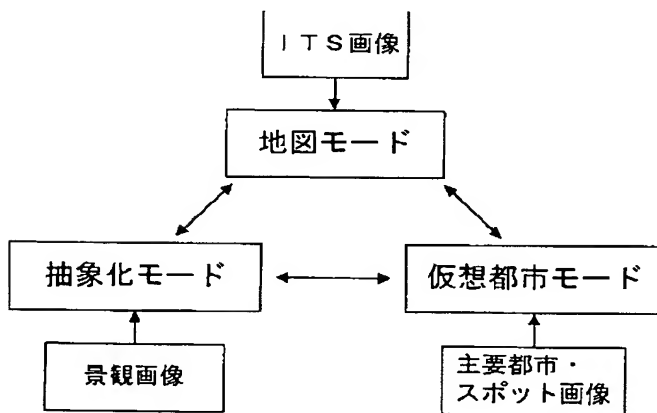 ITS画像
地図モード
抽象化モード
仮想都市モード
景観画像
主要都市・
スポット画像